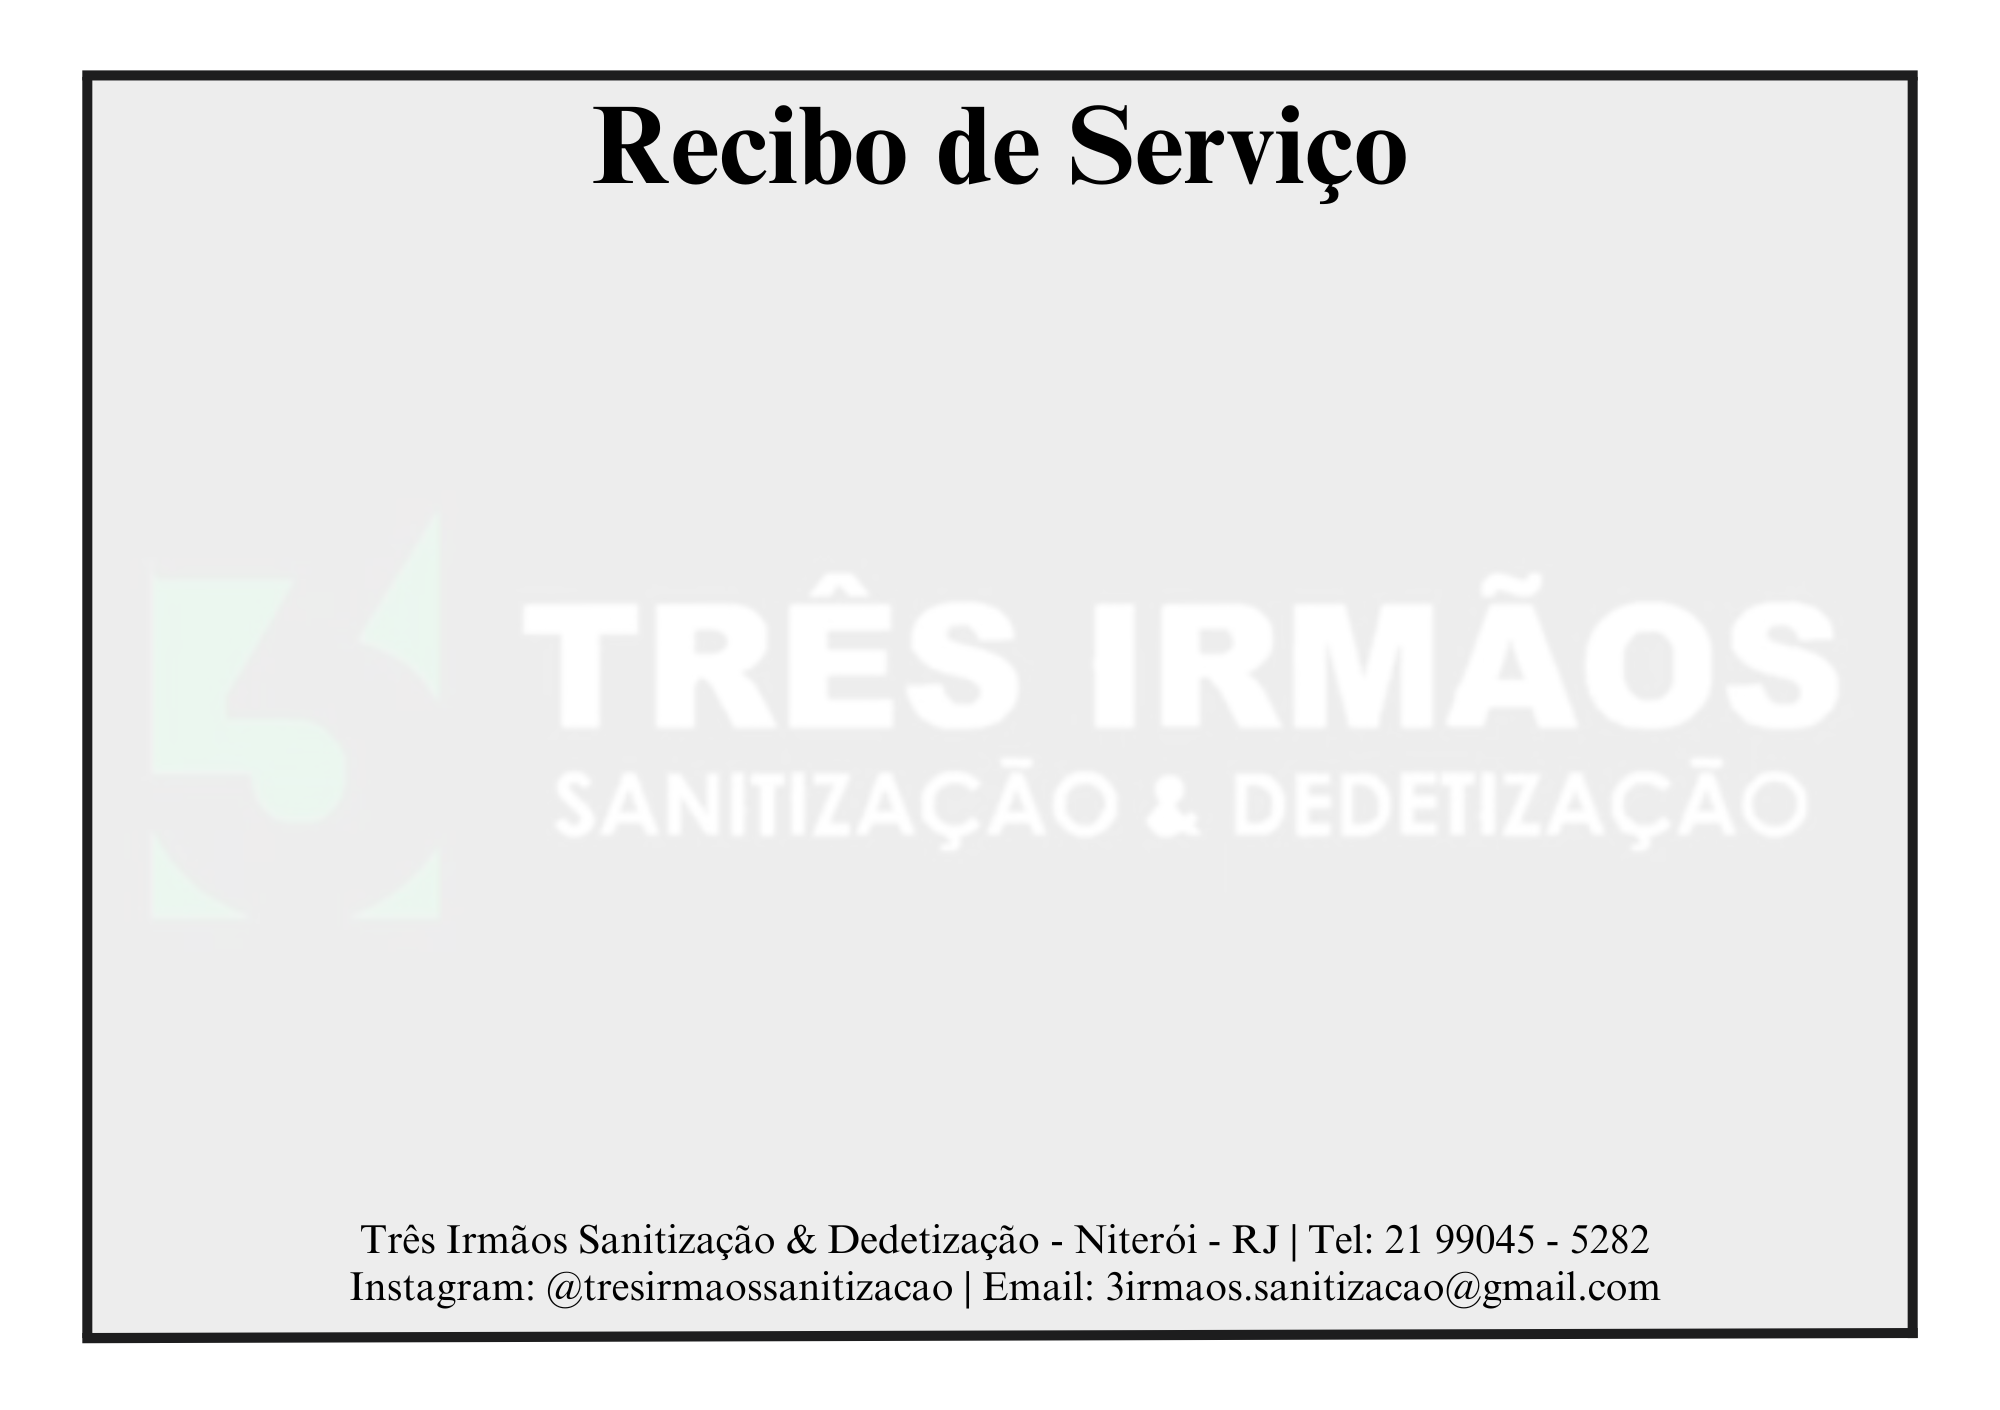 Recibo de Serviço
TRÊS IRMÃOS
SANITIZAÇÃO & DEDETIZAÇÃO
Três Irmãos Sanitização & Dedetização - Niterói - RJ | Tel: 21 99045 - 5282
Instagram: @tresirmaossanitizacao | Email: 3irmaos.sanitizacao@gmail.com